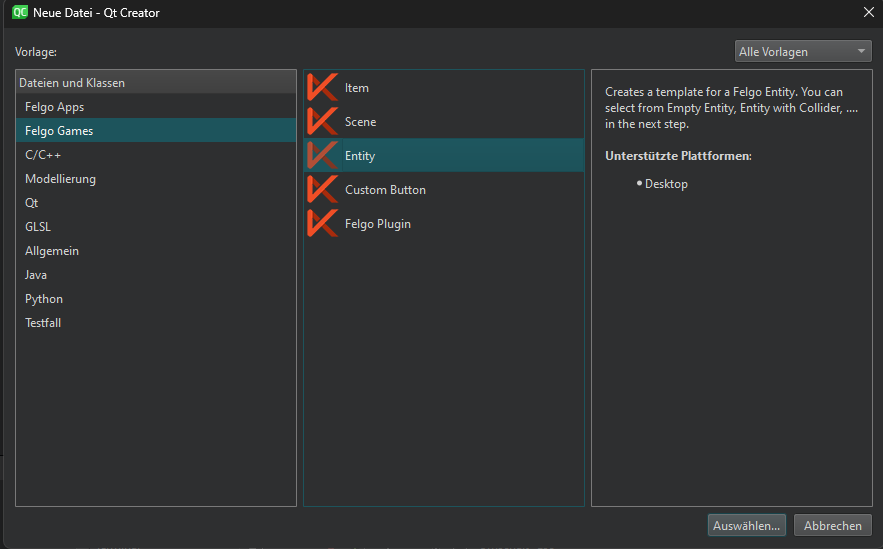 QC
Neue Datei - Qt Creator
Vorlage:
Alle Vorlagen
Dateien und Klassen
Felgo Apps
Felgo Games
C/C++
Modellierung
Qt
GLSL
Allgemein
Java
Python
Testfall
Item
Scene
Entity
Custom Button
Felgo Plugin
Creates a template for a Felgo Entity. You can
select from Empty Entity, Entity with Collider, ....
in the next step.
Unterstützte Plattformen:
• Desktop
Auswählen...
Abbrechen